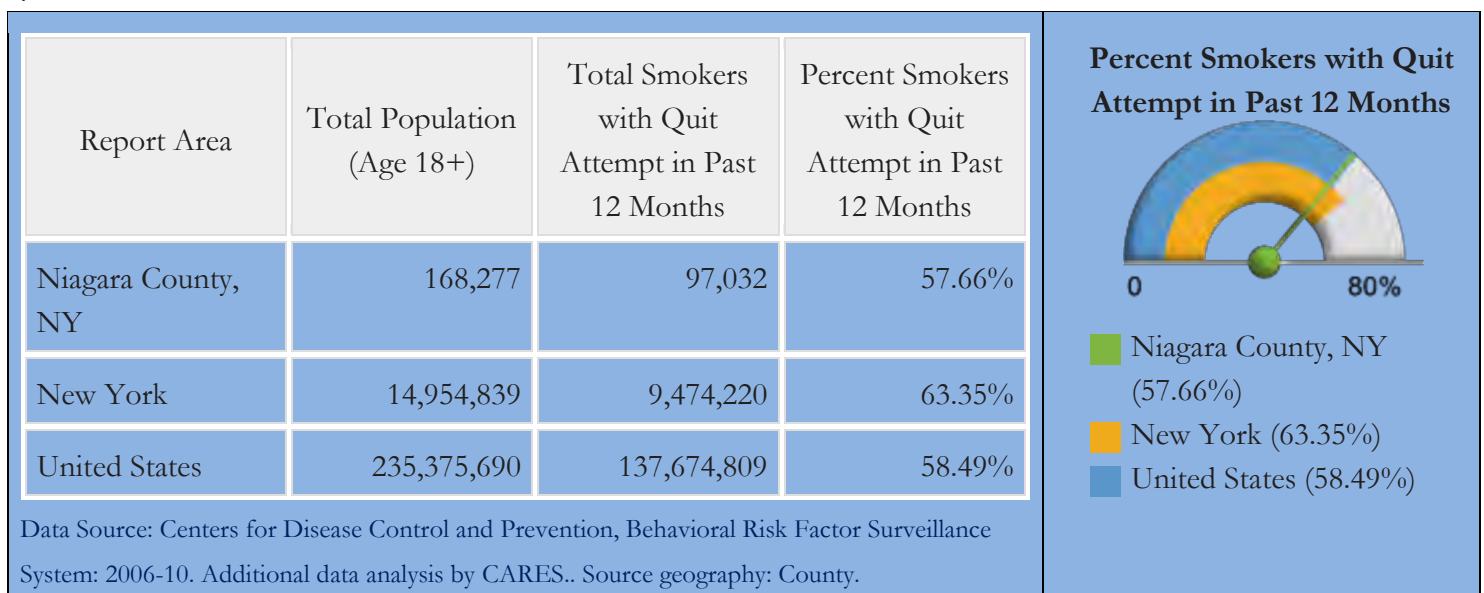 Report Area
Total Population
(Age 18+)
Total Smokers
with Quit
Attempt in Past
12 Months
Percent Smokers
with Quit
Attempt in Past
12 Months
Niagara County,
NY
168,277
97,032
57.66%
New York
14,954,839
9,474,220
63.35%
United States
235,375,690
137,674,809
58.49%
Data Source: Centers for Disease Control and Prevention, Behavioral Risk Factor Surveillance
System: 2006-10. Additional data analysis by CARES.. Source geography: County.
Percent Smokers with Quit
Attempt in Past 12 Months
0
80%
Niagara County, NY
(57.66%)
New York (63.35%)
United States (58.49%)